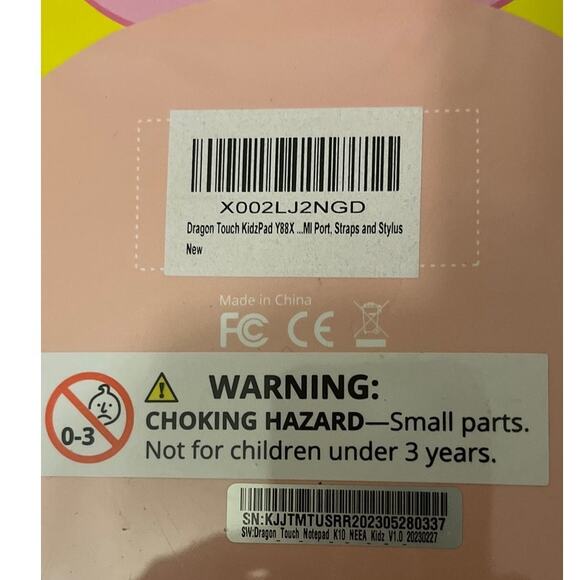 X002LJ2NGD
Dragon Touch KidzPad Y88X ...MI Port, Straps and Stylus
New
Made in China
FC CE
0-3
WARNING:
CHOKING HAZARD—Small parts.
Not for children under 3 years.
SN:KJJTMTUSRR202305280337
SW:Dragon_Touch_Notepad_K10_NEEA_Kidz_V1.0_20230227